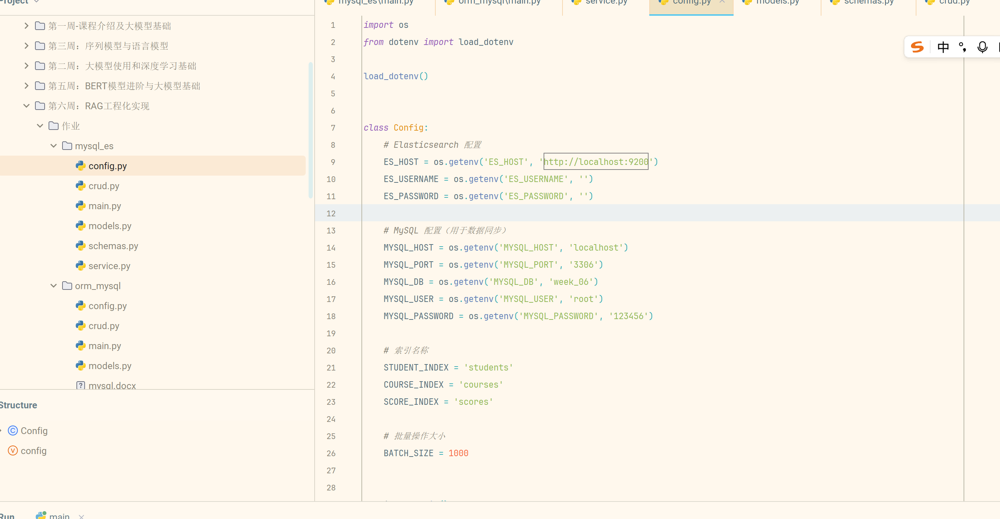 Project
第一周-课程介绍及大模型基础
第三周：序列模型与语言模型
第二周：大模型使用和深度学习基础
第五周：BERT模型进阶与大模型基础
第六周：RAG工程化实现
作业
mysql_es
config.py
crud.py
main.py
models.py
schemas.py
service.py
orm_mysql
config.py
crud.py
main.py
models.py
mysql.docx
Structure
Config
config
mysql_es\main.py
orm_mysql\main.py
service.py
config.py
models.py
schemas.py
crud.py
1 import os
2 from dotenv import load_dotenv
3
4 load_dotenv()
5
6
7 class Config:
8 # Elasticsearch 配置
9 ES_HOST = os.getenv('ES_HOST', 'http://localhost:9200')
10 ES_USERNAME = os.getenv('ES_USERNAME', '')
11 ES_PASSWORD = os.getenv('ES_PASSWORD', '')
12
13 # MySQL 配置（用于数据同步）
14 MYSQL_HOST = os.getenv('MYSQL_HOST', 'localhost')
15 MYSQL_PORT = os.getenv('MYSQL_PORT', '3306')
16 MYSQL_DB = os.getenv('MYSQL_DB', 'week_06')
17 MYSQL_USER = os.getenv('MYSQL_USER', 'root')
18 MYSQL_PASSWORD = os.getenv('MYSQL_PASSWORD', '123456')
19
20 # 索引名称
21 STUDENT_INDEX = 'students'
22 COURSE_INDEX = 'courses'
23 SCORE_INDEX = 'scores'
24
25 # 批量操作大小
26 BATCH_SIZE = 1000
27
28
中
Run
main